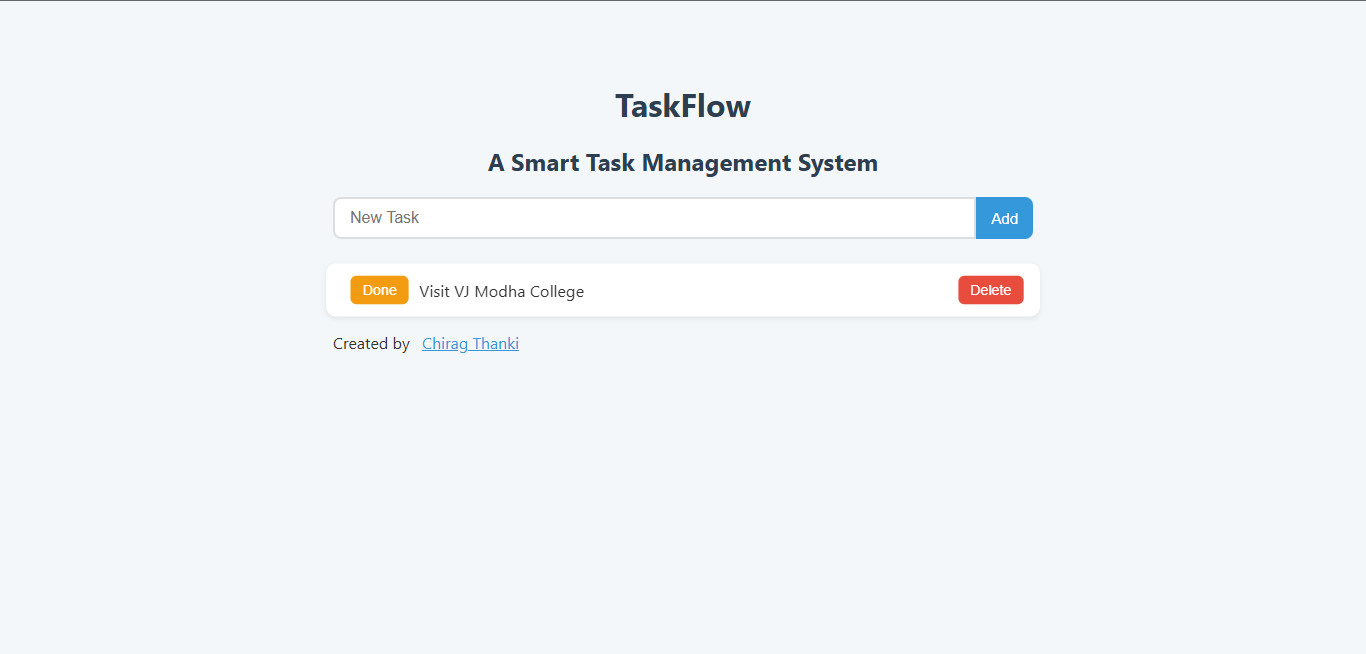 TaskFlow
A Smart Task Management System
New Task Add
Done Visit VJ Modha College Delete
Created by Chirag Thanki